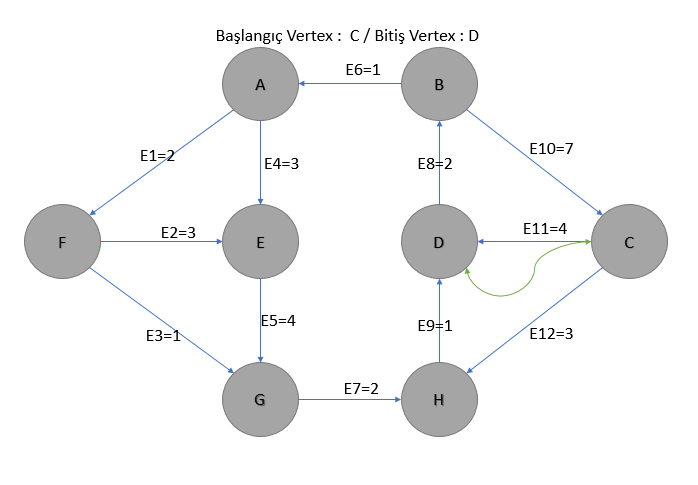 Başlangıç Vertex :  C / Bitiş Vertex : D
E6=1
A
B
E1=2
E4=3
E8=2
E10=7
F
E2=3
E
D
E11=4
C
E3=1
E5=4
E9=1
E12=3
G
E7=2
H